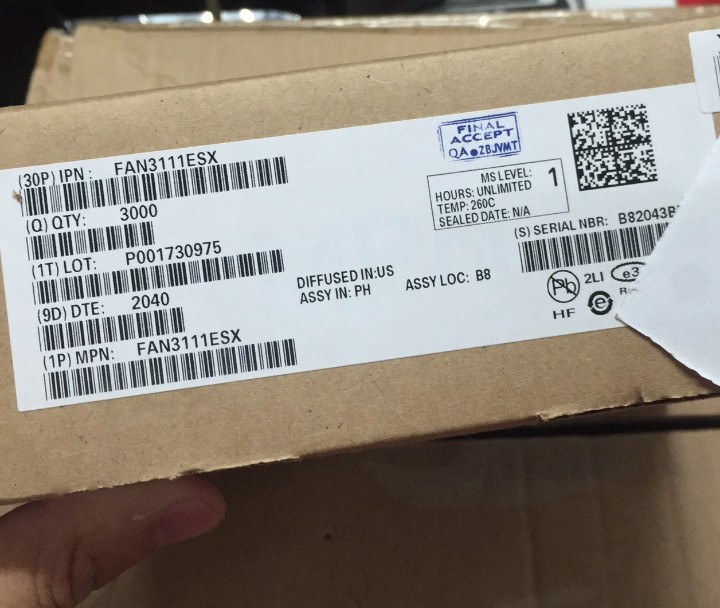 (30P) IPN: FAN3111ESX
(Q) QTY: 3000
(1T) LOT: P001730975
(9D) DTE: 2040
(1P) MPN: FAN3111ESX
DIFFUSED IN:US
ASSY IN: PH
ASSY LOC: B8
FINAL
ACCEPT
QA●ZBJVMT
MS LEVEL: 1
HOURS: UNLIMITED
TEMP: 260C
SEALED DATE: N/A
(S) SERIAL NBR: B82043B
Pb 2LI e3
HF e